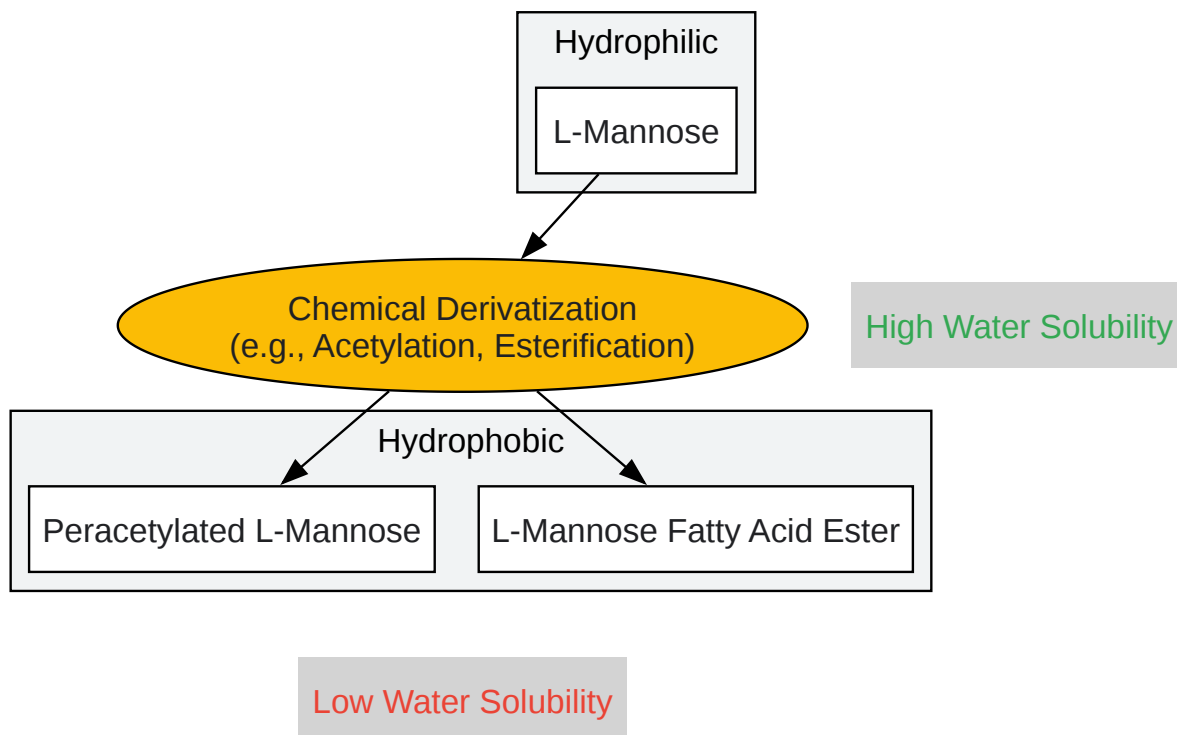 Hydrophilic
L-Mannose
Chemical Derivatization
(e.g., Acetylation, Esterification)
High Water Solubility
Hydrophobic
Peracetylated L-Mannose
L-Mannose Fatty Acid Ester
Low Water Solubility